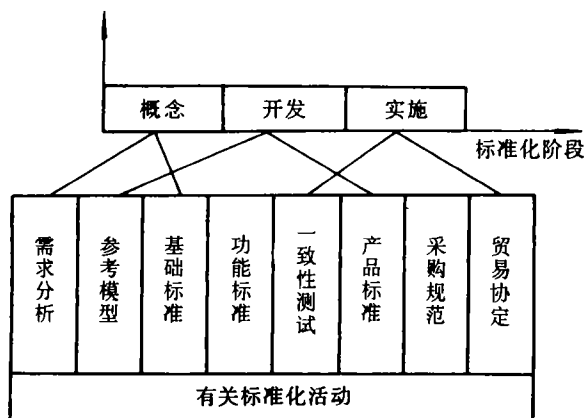 概念 开发 实施
标准化阶段
需求分析 参考模型 基础标准 功能标准 一致性测试 产品标准 采购规范 贸易协定
有关标准化活动